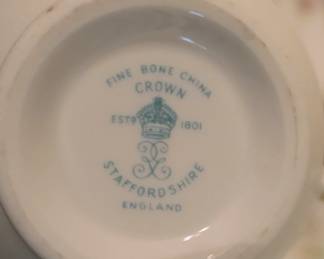 FINE BONE CHINA
CROWN
ESTD 1801
STAFFORDSHIRE
ENGLAND